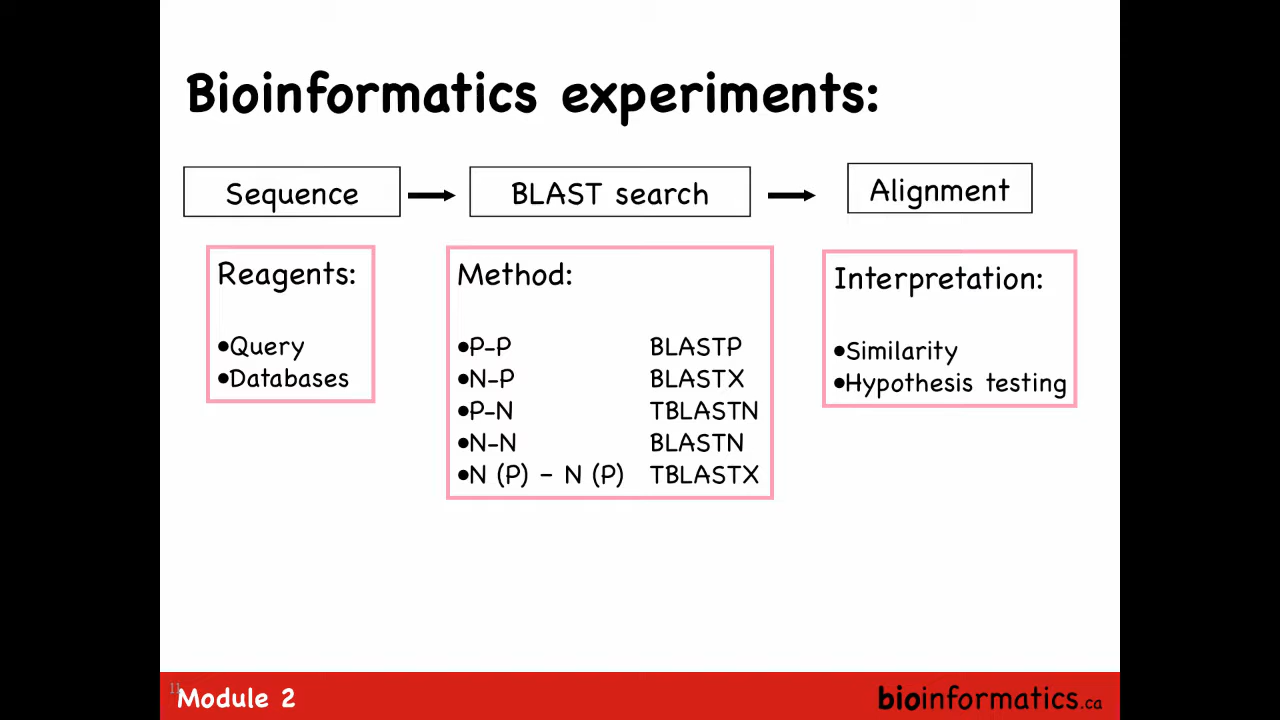 Bioinformatics experiments:
Sequence
BLAST search
Alignment
Reagents:
•Query
•Databases
Method:
•P-P BLASTP
•N-P BLASTX
•P-N TBLASTN
•N-N BLASTN
•N (P) – N (P) TBLASTX
Interpretation:
•Similarity
•Hypothesis testing
11
Module 2
bioinformatics.ca